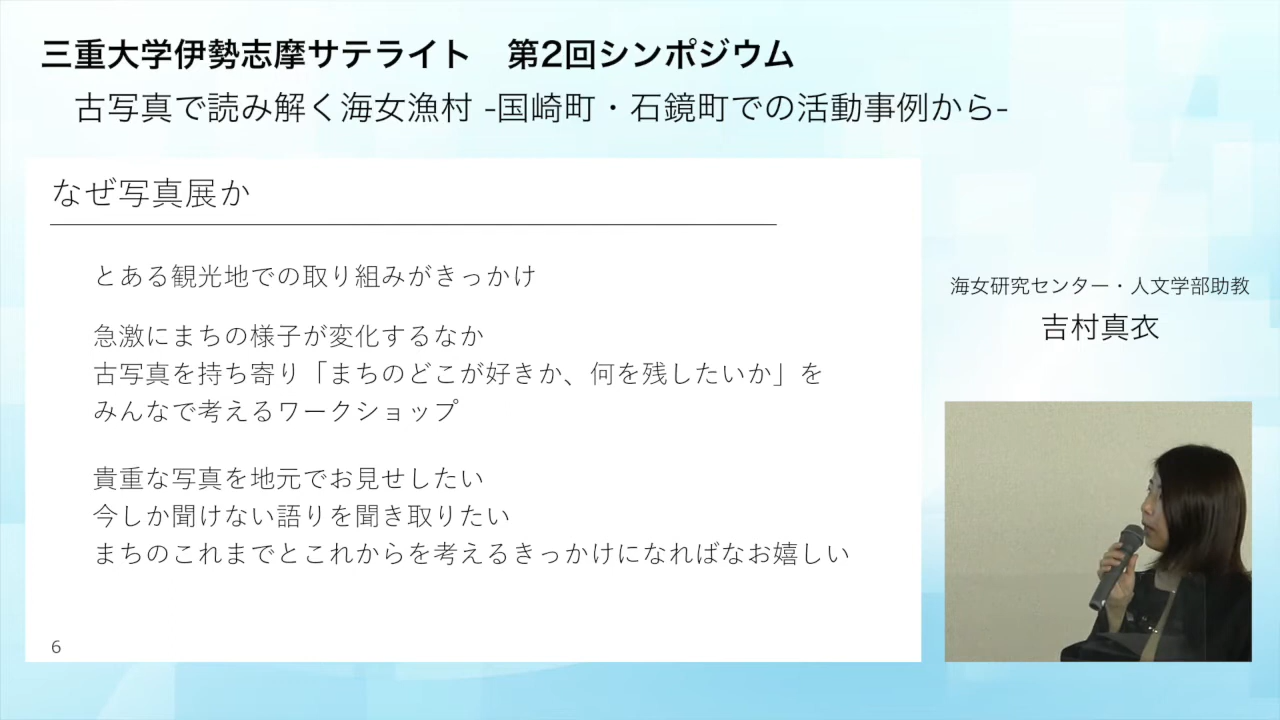 三重大学伊勢志摩サテライト　第2回シンポジウム
古写真で読み解く海女漁村 -国崎町・石鏡町での活動事例から-
なぜ写真展か
とある観光地での取り組みがきっかけ
急激にまちの様子が変化するなか
古写真を持ち寄り「まちのどこが好きか、何を残したいか」を
みんなで考えるワークショップ
貴重な写真を地元でお見せしたい
今しか聞けない語りを聞き取りたい
まちのこれまでとこれからを考えるきっかけになればなお嬉しい
6
海女研究センター・人文学部助教
吉村真衣